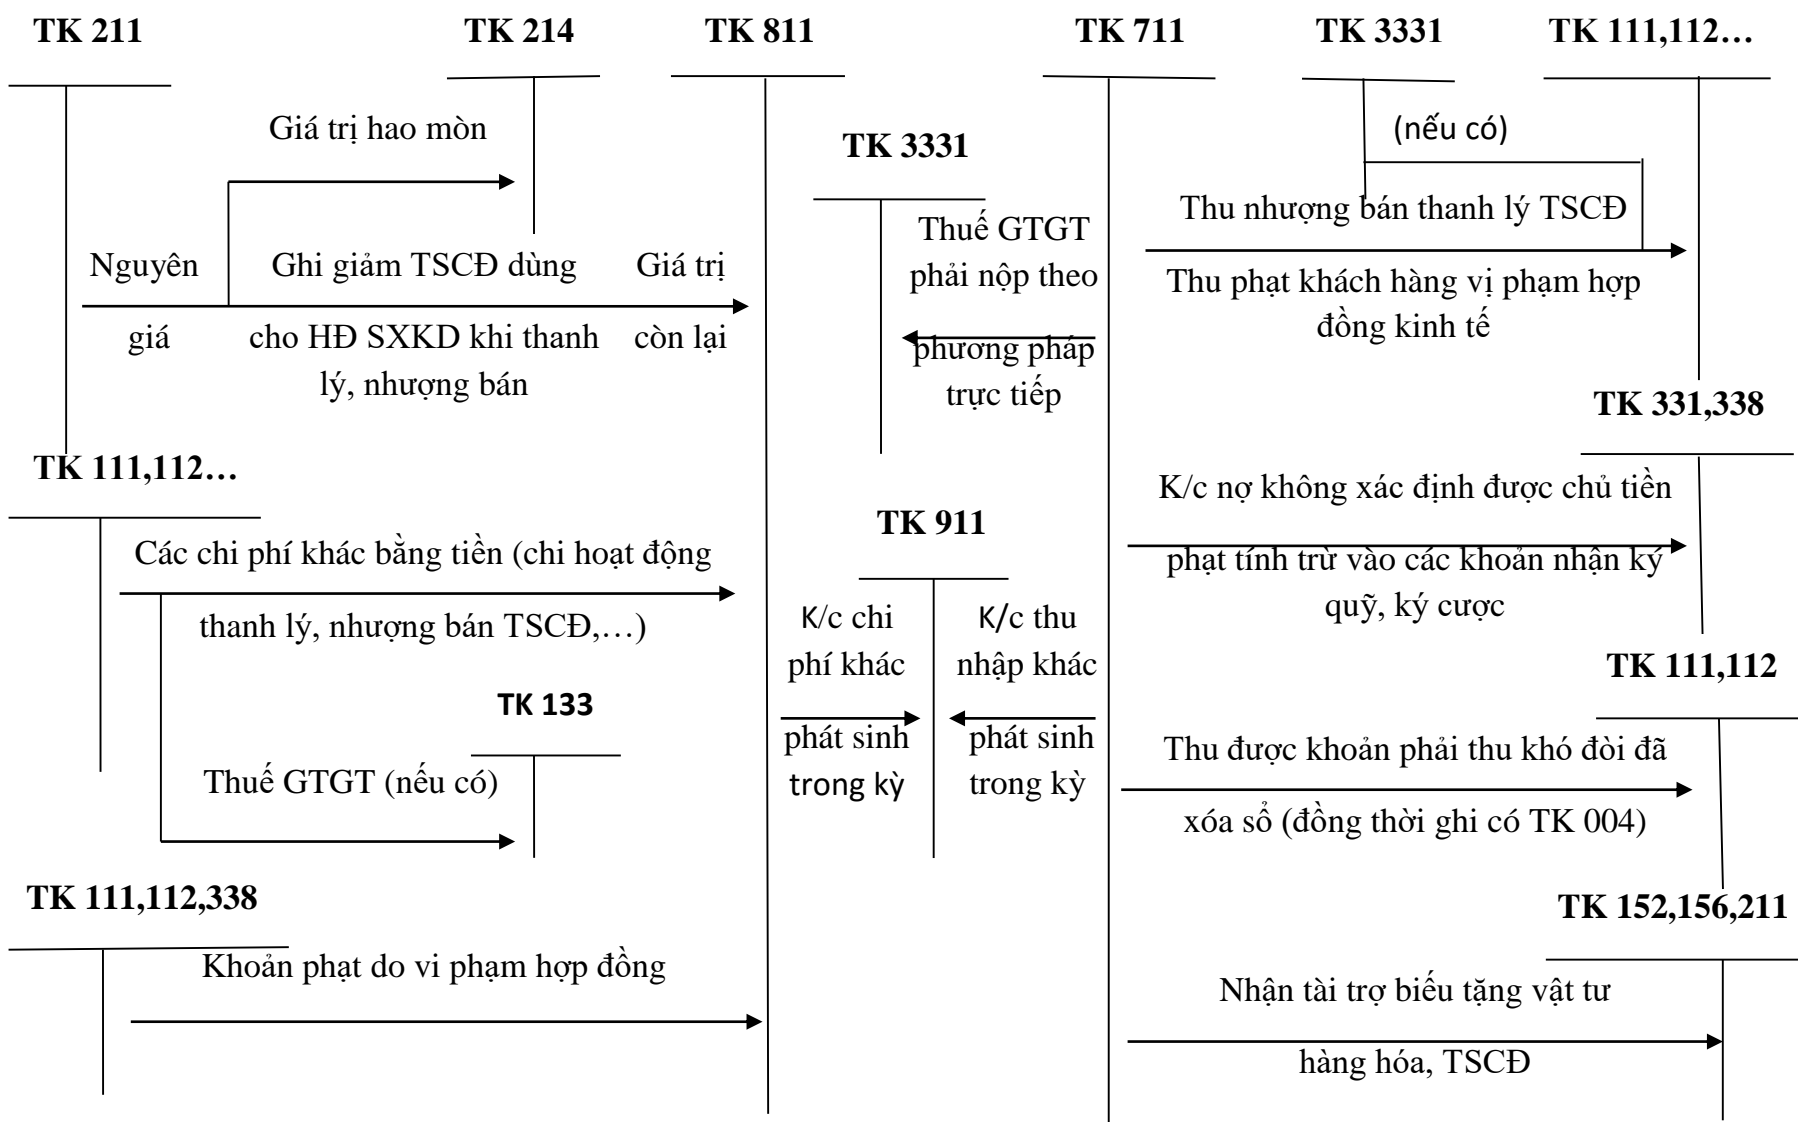 TK 211
TK 214
TK 811
TK 711
TK 3331
TK 111,112…
Giá trị hao mòn
TK 3331
(nếu có)
Nguyên
giá
Ghi giảm TSCĐ dùng
cho HĐ SXKD khi thanh
lý, nhượng bán
Giá trị
còn lại
Thuế GTGT
phải nộp theo
phương pháp
trực tiếp
Thu nhượng bán thanh lý TSCĐ
Thu phạt khách hàng vị phạm hợp
đồng kinh tế
TK 331,338
TK 111,112…
K/c nợ không xác định được chủ tiền
phạt tính trừ vào các khoản nhận ký
quỹ, ký cược
TK 911
Các chi phí khác bằng tiền (chi hoạt động
thanh lý, nhượng bán TSCĐ,…)
K/c chi
phí khác
phát sinh
trong kỳ
K/c thu
nhập khác
phát sinh
trong kỳ
TK 111,112
TK 133
Thuế GTGT (nếu có)
Thu được khoản phải thu khó đòi đã
xóa sổ (đồng thời ghi có TK 004)
TK 111,112,338
TK 152,156,211
Khoản phạt do vi phạm hợp đồng
Nhận tài trợ biếu tặng vật tư
hàng hóa, TSCĐ